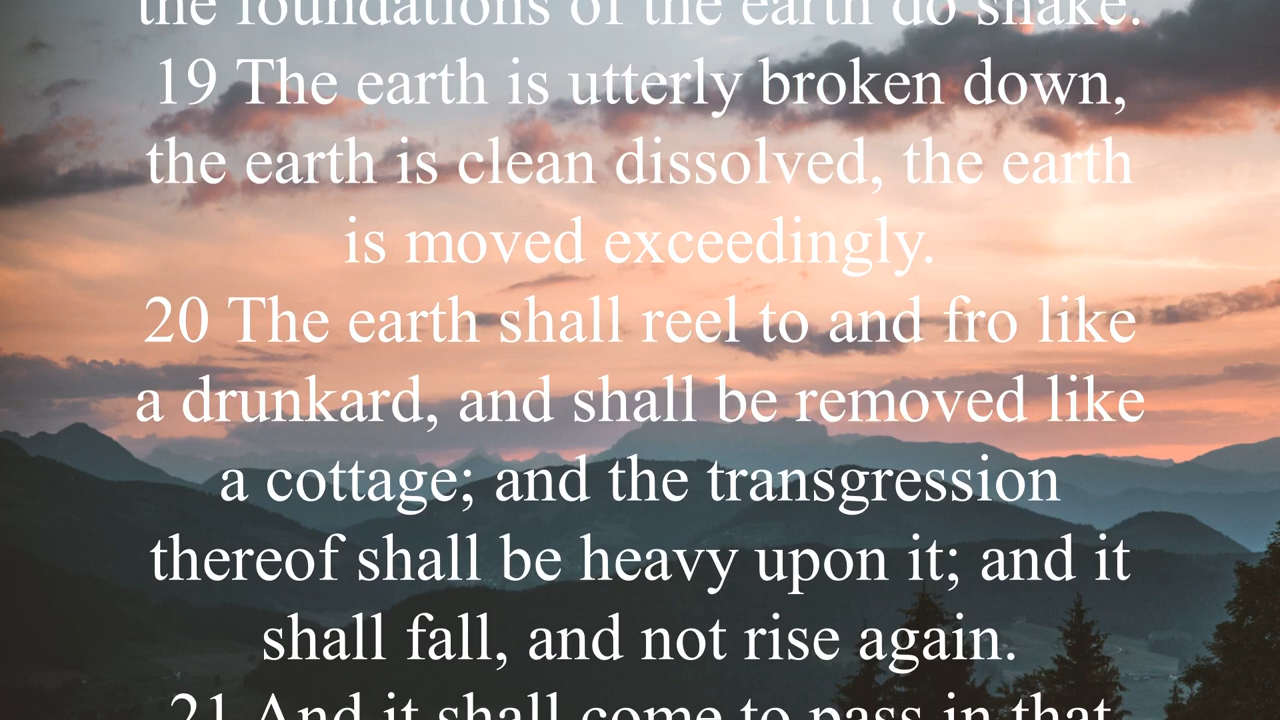 the foundations of the earth do shake.
19 The earth is utterly broken down,
the earth is clean dissolved, the earth
is moved exceedingly.
20 The earth shall reel to and fro like
a drunkard, and shall be removed like
a cottage; and the transgression
thereof shall be heavy upon it; and it
shall fall, and not rise again.
21 And it shall come to pass in that